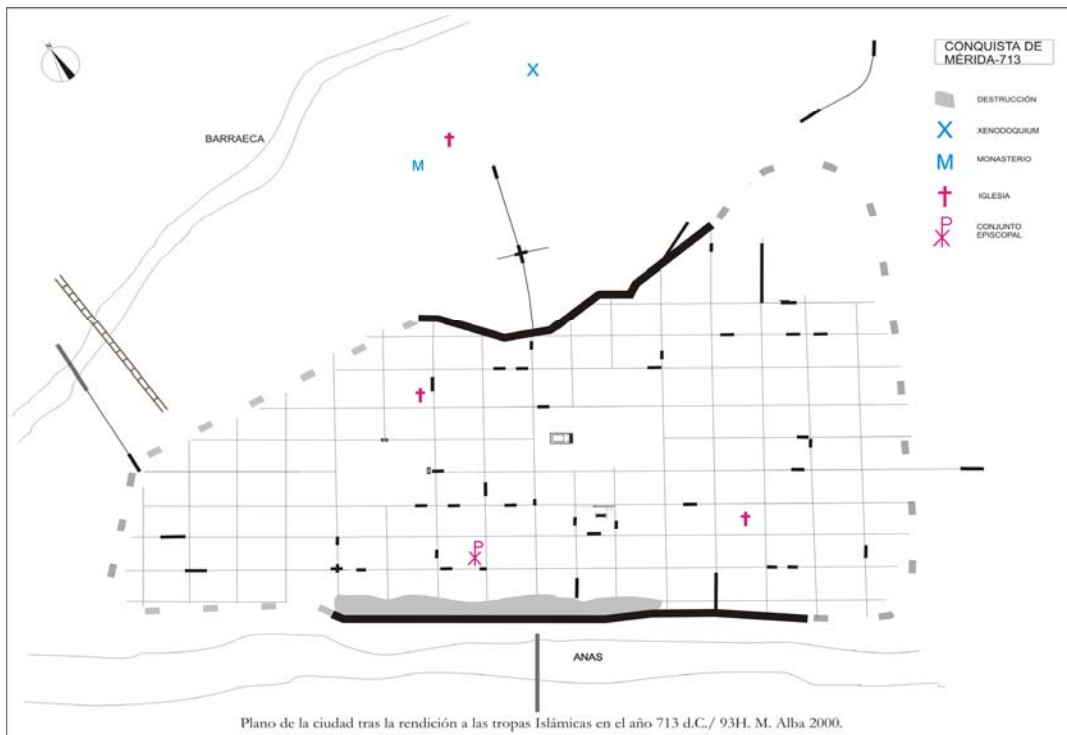 N
CONQUISTA DE
MÉRIDA-713
DESTRUCCIÓN
X XENODOQUIUM
M MONASTERIO
IGLESIA
CONJUNTO
EPISCOPAL
X
BARRAECA
M
ANAS
Plano de la ciudad tras la rendición a las tropas Islámicas en el año 713 d.C./ 93H. M. Alba 2000.